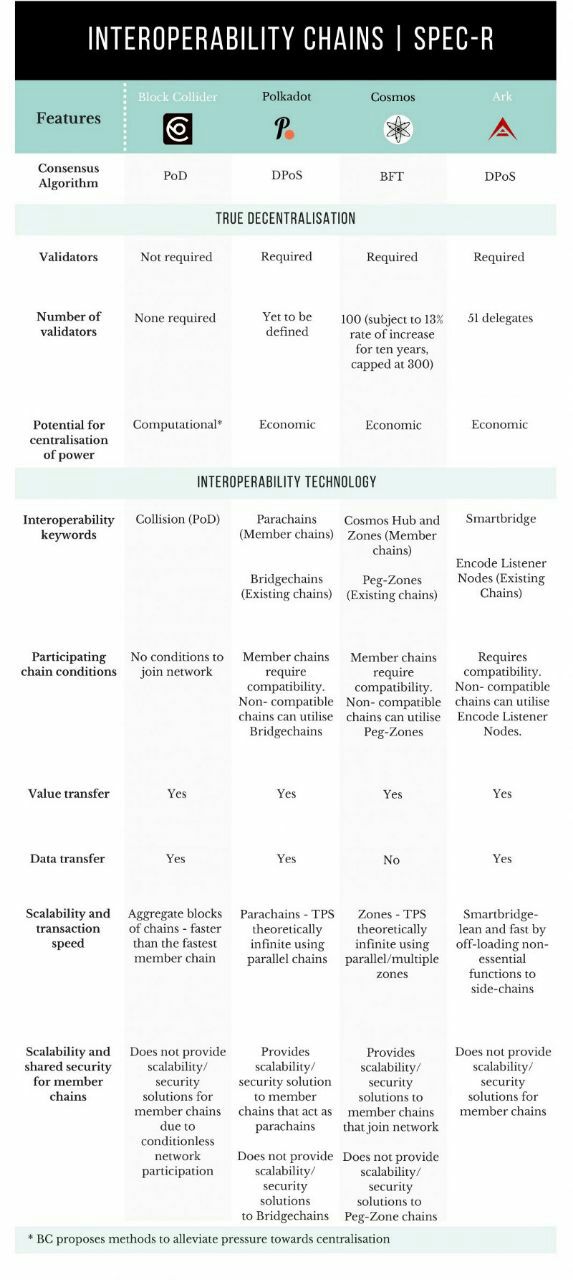 INTEROPERABILITY CHAINS | SPEC-R
Features
Block Collider
Polkadot
Cosmos
Ark
Consensus
Algorithm
PoD
DPoS
BFT
DPoS
TRUE DECENTRALISATION
Validators
Not required
Required
Required
Required
Number of
validators
None required
Yet to be
defined
100 (subject to 13%
rate of increase
for ten years,
capped at 300)
51 delegates
Potential for
centralisation
of power
Computational*
Economic
Economic
Economic
INTEROPERABILITY TECHNOLOGY
Interoperability
keywords
Collision (PoD)
Parachains
(Member chains)
Bridgechains
(Existing chains)
Cosmos Hub and
Zones (Member
chains)
Peg-Zones
(Existing chains)
Smartbridge
Encode Listener
Nodes (Existing
Chains)
Participating
chain conditions
No conditions to
join network
Member chains
require
compatibility.
Non- compatible
chains can utilise
Bridgechains
Member chains
require
compatibility.
Non- compatible
chains can utilise
Peg-Zones
Requires
compatibility.
Non- compatible
chains can utilise
Encode Listener
Nodes.
Value transfer
Yes
Yes
Yes
Yes
Data transfer
Yes
Yes
No
Yes
Scalability and
transaction
speed
Aggregate blocks
of chains - faster
than the fastest
member chain
Parachains - TPS
theoretically
infinite using
parallel chains
Zones - TPS
theoretically
infinite using
parallel/multiple
zones
Smartbridge-
lean and fast by
off-loading non-
essential
functions to
side-chains
Scalability and
shared security
for member
chains
Does not provide
scalability/
security
solutions for
member chains
due to
conditionless
network
participation
Provides
scalability/
security solution
to member
chains that act as
parachains
Does not provide
scalability/
security
solutions
to Bridgechains
Provides
scalability/
security
solutions to
member chains
that join network
Does not provide
scalability/
security
solutions to
Peg-Zone chains
Does not provide
scalability/
security
solutions for
member chains
* BC proposes methods to alleviate pressure towards centralisation